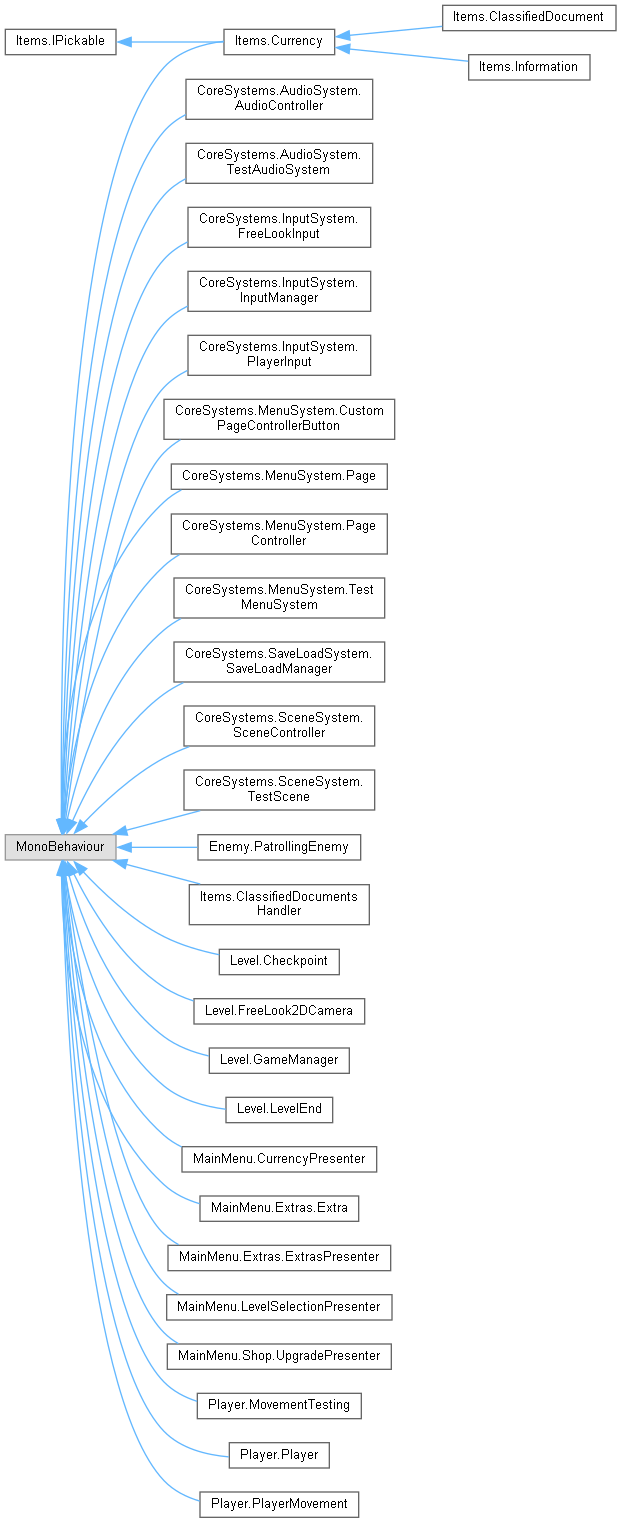 Items.ClassifiedDocument
Items.IPickable
Items.Currency
Items.Information
CoreSystems.AudioSystem.
AudioController
CoreSystems.AudioSystem.
TestAudioSystem
CoreSystems.InputSystem.
FreeLookInput
CoreSystems.InputSystem.
InputManager
CoreSystems.InputSystem.
PlayerInput
CoreSystems.MenuSystem.Custom
PageControllerButton
CoreSystems.MenuSystem.Page
CoreSystems.MenuSystem.Page
Controller
CoreSystems.MenuSystem.Test
MenuSystem
CoreSystems.SaveLoadSystem.
SaveLoadManager
CoreSystems.SceneSystem.
SceneController
CoreSystems.SceneSystem.
TestScene
MonoBehaviour
Enemy.PatrollingEnemy
Items.ClassifiedDocuments
Handler
Level.Checkpoint
Level.FreeLook2DCamera
Level.GameManager
Level.LevelEnd
MainMenu.CurrencyPresenter
MainMenu.Extras.Extra
MainMenu.Extras.ExtrasPresenter
MainMenu.LevelSelectionPresenter
MainMenu.Shop.UpgradePresenter
Player.MovementTesting
Player.Player
Player.PlayerMovement